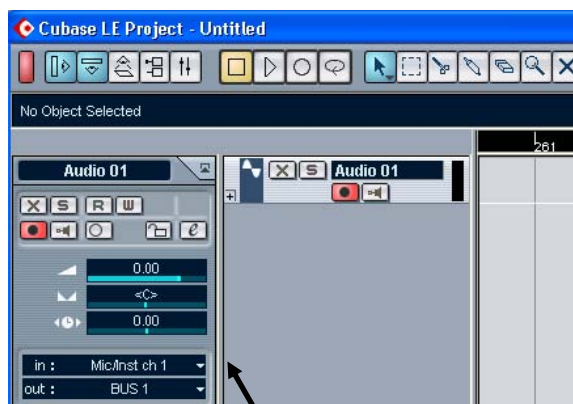 Cubase LE Project - Untitled
No Object Selected
261
Audio 01
X S R W
e
0.00
<C>
0.00
in : Mic/Inst ch 1
out : BUS 1
X S Audio 01